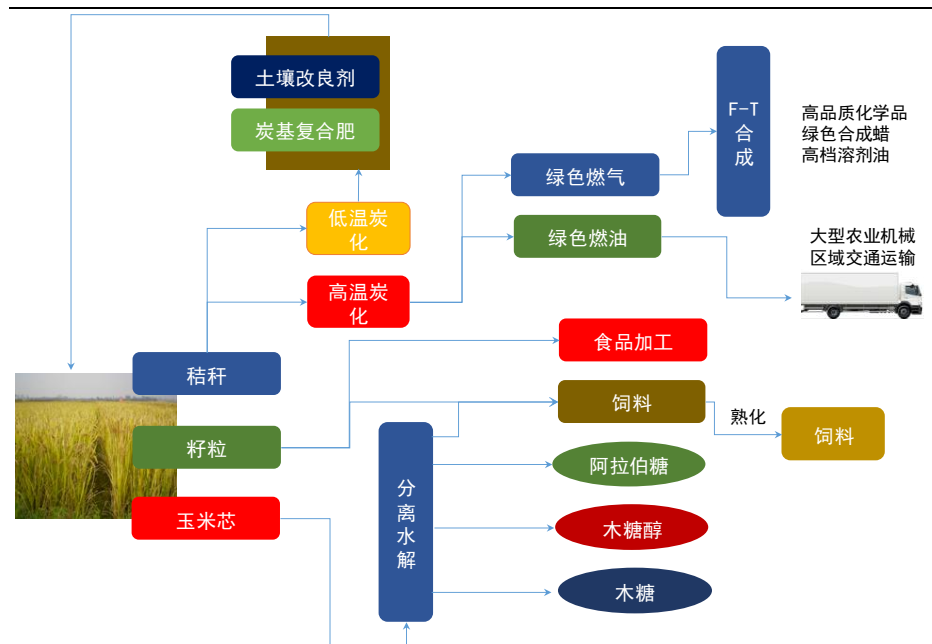 土壤改良剂
炭基复合肥
F-T
合
成
高品质化学品
绿色合成蜡
高档溶剂油
绿色燃气
低温炭
化
绿色燃油
大型农业机械
区域交通运输
高温炭
化
食品加工
秸秆
饲料
熟化
饲料
籽粒
分
离
水
解
阿拉伯糖
玉米芯
木糖醇
木糖